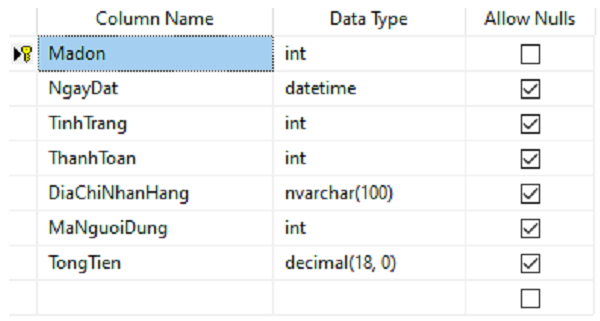 Column Name Data Type Allow Nulls
Madon int
NgayDat datetime
TinhTrang int
ThanhToan int
DiaChiNhanHang nvarchar(100)
MaNguoiDung int
TongTien decimal(18, 0)